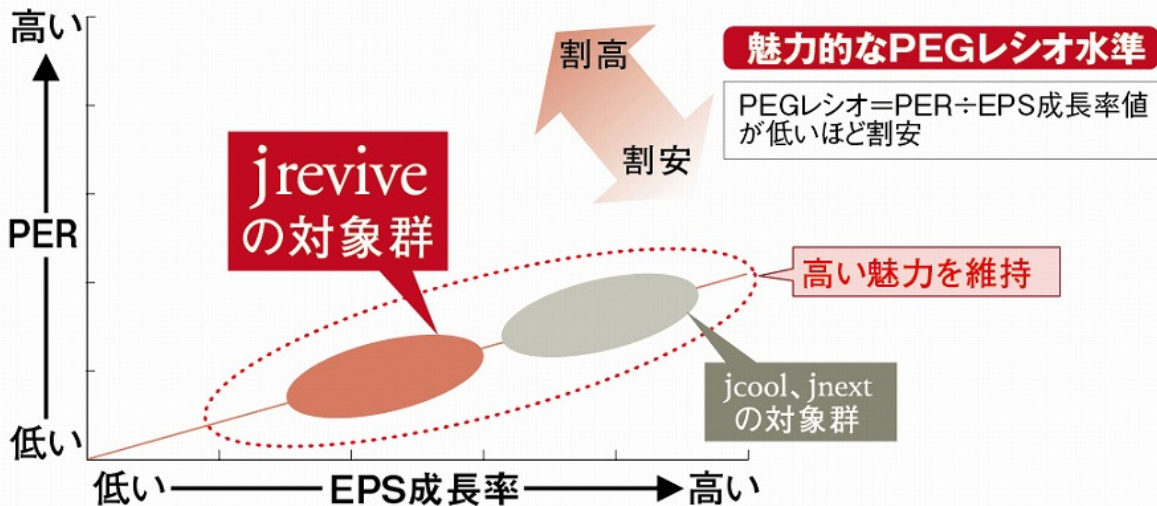 高い
PER
低い
低い
EPS成長率
高い
割高
割安
魅力的なPEGレシオ水準
PEGレシオ=PER÷EPS成長率値
が低いほど割安
jrevive
の対象群
高い魅力を維持
jcool、jnext
の対象群